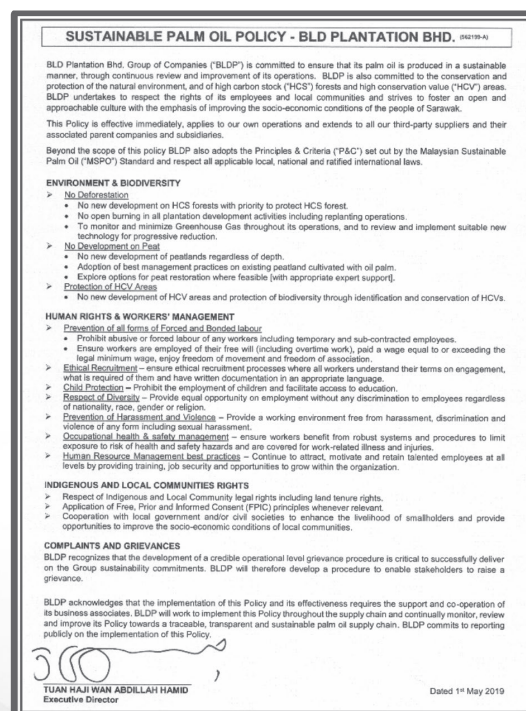 SUSTAINABLE PALM OIL POLICY - BLD PLANTATION BHD. (562199-A)
BLD Plantation Bhd. Group of Companies ("BLDP") is committed to ensure that its palm oil is produced in a sustainable
manner, through continuous review and improvement of its operations. BLDP is also committed to the conservation and
protection of the natural environment, and of high carbon stock ("HCS") forests and high conservation value ("HCV") areas.
BLDP undertakes to respect the rights of its employees and local communities and strives to foster an open and
approachable culture with the emphasis of improving the socio-economic conditions of the people of Sarawak.
This Policy is effective immediately, applies to our own operations and extends to all our third-party suppliers and their
associated parent companies and subsidiaries.
Beyond the scope of this policy BLDP also adopts the Principles & Criteria ("P&C") set out by the Malaysian Sustainable
Palm Oil ("MSPO") Standard and respect all applicable local, national and ratified international laws.
ENVIRONMENT & BIODIVERSITY
➢ No Deforestation
• No new development on HCS forests with priority to protect HCS forest.
• No open burning in all plantation development activities including replanting operations.
• To monitor and minimize Greenhouse Gas throughout its operations, and to review and implement suitable new
technology for progressive reduction.
➢ No Development on Peat
• No new development of peatlands regardless of depth.
• Adoption of best management practices on existing peatland cultivated with oil palm.
• Explore options for peat restoration where feasible [with appropriate expert support].
➢ Protection of HCV Areas
• No new development of HCV areas and protection of biodiversity through identification and conservation of HCVs.
HUMAN RIGHTS & WORKERS' MANAGEMENT
➢ Prevention of all forms of Forced and Bonded labour
• Prohibit abusive or forced labour of any workers including temporary and sub-contracted employees.
• Ensure workers are employed of their free will (including overtime work), paid a wage equal to or exceeding the
legal minimum wage, enjoy freedom of movement and freedom of association.
➢ Ethical Recruitment – ensure ethical recruitment processes where all workers understand their terms on engagement,
what is required of them and have written documentation in an appropriate language.
➢ Child Protection – Prohibit the employment of children and facilitate access to education.
➢ Respect of Diversity – Provide equal opportunity on employment without any discrimination to employees regardless
of nationality, race, gender or religion.
➢ Prevention of Harassment and Violence – Provide a working environment free from harassment, discrimination and
violence of any form including sexual harassment.
➢ Occupational health & safety management – ensure workers benefit from robust systems and procedures to limit
exposure to risk of health and safety hazards and are covered for work-related illness and injuries.
➢ Human Resource Management best practices – Continue to attract, motivate and retain talented employees at all
levels by providing training, job security and opportunities to grow within the organization.
INDIGENOUS AND LOCAL COMMUNITIES RIGHTS
➢ Respect of Indigenous and Local Community legal rights including land tenure rights.
➢ Application of Free, Prior and Informed Consent (FPIC) principles whenever relevant.
➢ Cooperation with local government and/or civil societies to enhance the livelihood of smallholders and provide
opportunities to improve the socio-economic conditions of local communities.
COMPLAINTS AND GRIEVANCES
BLDP recognizes that the development of a credible operational level grievance procedure is critical to successfully deliver
on the Group sustainability commitments. BLDP will therefore develop a procedure to enable stakeholders to raise a
grievance.
BLDP acknowledges that the implementation of this Policy and its effectiveness requires the support and co-operation of
its business associates. BLDP will work to implement this Policy throughout the supply chain and continually monitor, review
and improve its Policy towards a traceable, transparent and sustainable palm oil supply chain. BLDP commits to reporting
publicly on the implementation of this Policy.
TUAN HAJI WAN ABDILLAH HAMID
Executive Director
Dated 1st May 2019